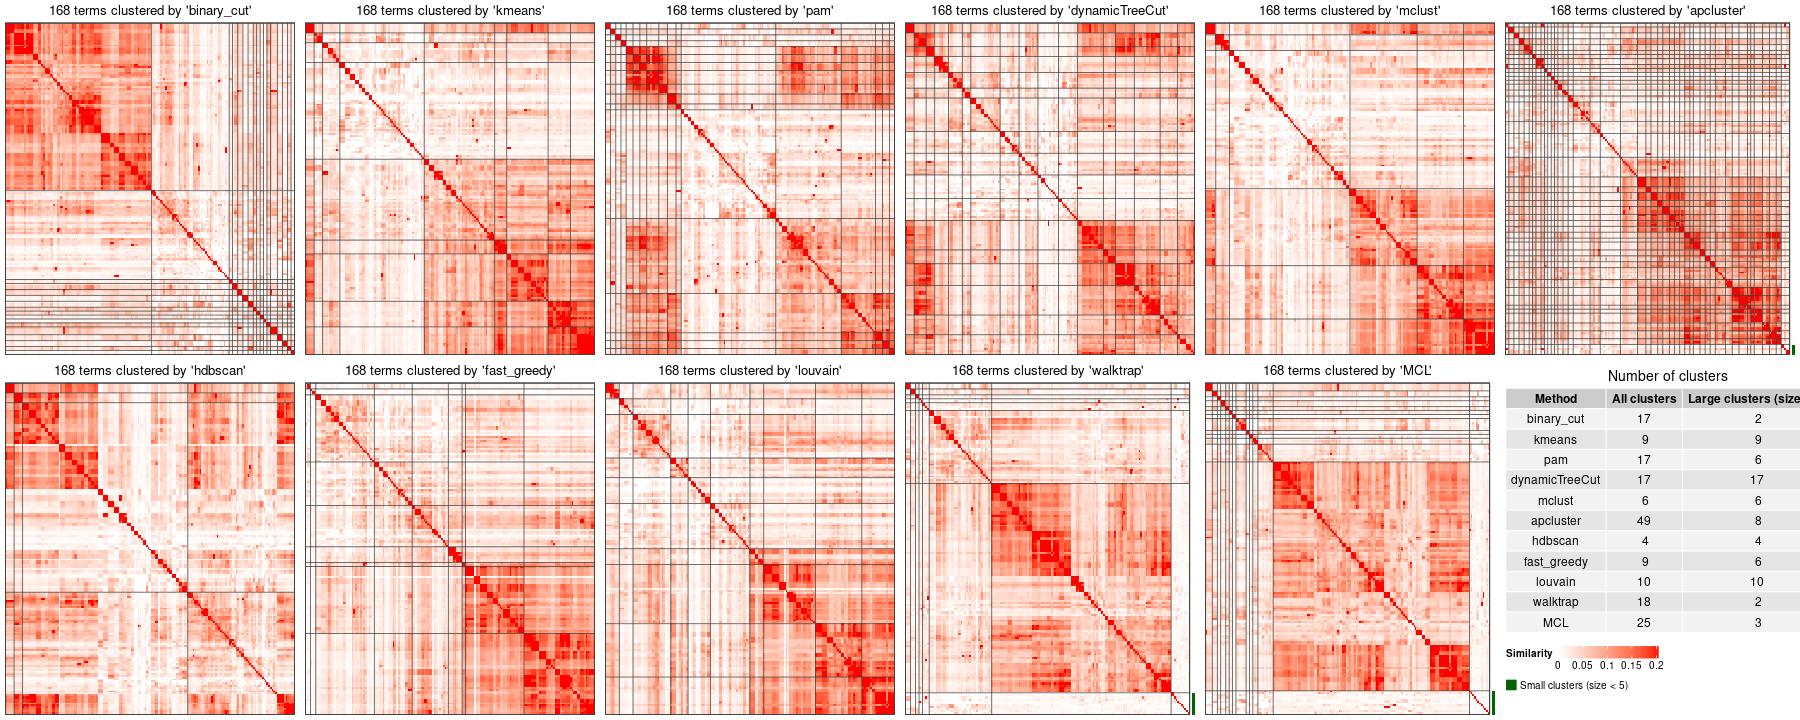 168 terms clustered by 'binary_cut'
168 terms clustered by 'kmeans'
168 terms clustered by 'pam'
168 terms clustered by 'dynamicTreeCut'
168 terms clustered by 'mclust'
168 terms clustered by 'apcluster'
168 terms clustered by 'hdbscan'
168 terms clustered by 'fast_greedy'
168 terms clustered by 'louvain'
168 terms clustered by 'walktrap'
168 terms clustered by 'MCL'
Number of clusters
Method All clusters Large clusters (size
binary_cut 17 2
kmeans 9 9
pam 17 6
dynamicTreeCut 17 17
mclust 6 6
apcluster 49 8
hdbscan 4 4
fast_greedy 9 6
louvain 10 10
walktrap 18 2
MCL 25 3
Similarity
0 0.05 0.1 0.15 0.2
Small clusters (size < 5)